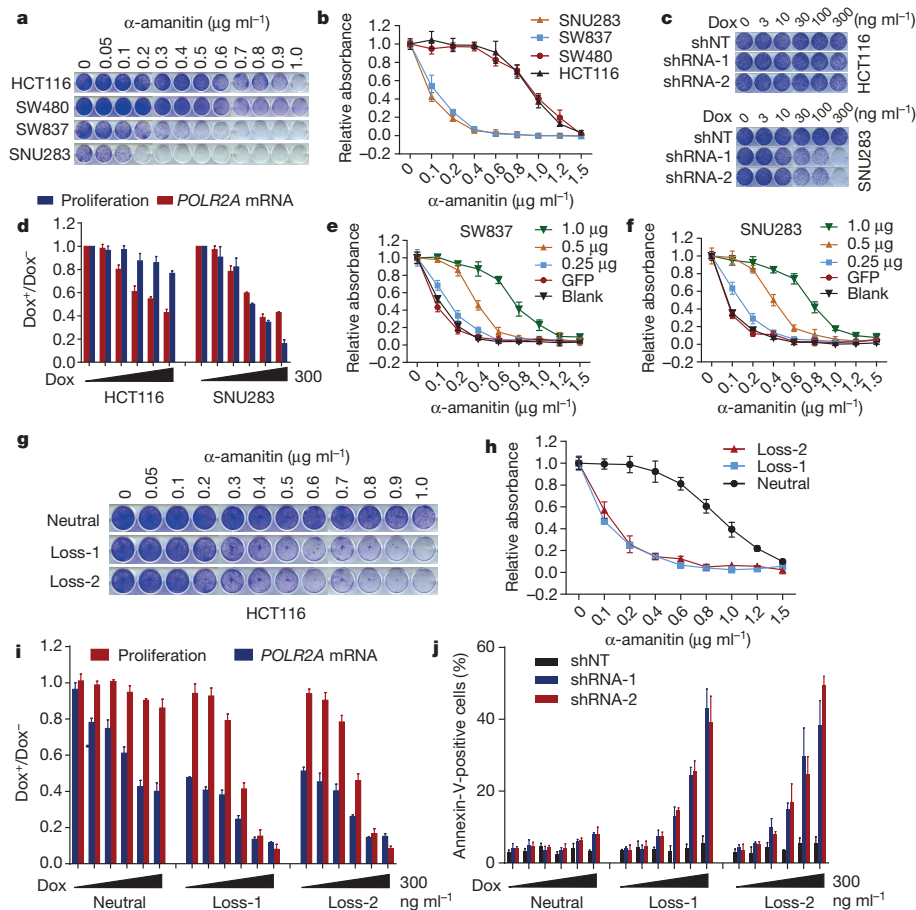 a
α-amanitin (μg ml⁻¹)
0 0.05 0.1 0.2 0.3 0.4 0.5 0.6 0.7 0.8 0.9 1.0
HCT116
SW480
SW837
SNU283
b
Relative absorbance
1.2
1.0
0.8
0.6
0.4
0.2
0.0
−0.2
SNU283
SW837
SW480
HCT116
0 0.1 0.2 0.4 0.6 0.8 1.0 1.2 1.5
α-amanitin (μg ml⁻¹)
c
Dox 0 3 10 30 100 300 (ng ml⁻¹)
shNT
shRNA-1
shRNA-2
HCT116
Dox 0 3 10 30 100 300
shNT
shRNA-1
shRNA-2
SNU283
Proliferation POLR2A mRNA
d
Dox⁺/Dox⁻
1.2
1.0
0.8
0.6
0.4
0.2
0.0
Dox 300
HCT116 SNU283
e
SW837
Relative absorbance
1.2
1.0
0.8
0.6
0.4
0.2
0.0
−0.2
1.0 μg
0.5 μg
0.25 μg
GFP
Blank
0 0.1 0.2 0.4 0.6 0.8 1.0 1.2 1.5
α-amanitin (μg ml⁻¹)
f
SNU283
Relative absorbance
1.2
1.0
0.8
0.6
0.4
0.2
0.0
−0.2
1.0 μg
0.5 μg
0.25 μg
GFP
Blank
0 0.1 0.2 0.4 0.6 0.8 1.0 1.2 1.5
α-amanitin (μg ml⁻¹)
g
α-amanitin (μg ml⁻¹)
0 0.05 0.1 0.2 0.3 0.4 0.5 0.6 0.7 0.8 0.9 1.0
Neutral
Loss-1
Loss-2
HCT116
h
Relative absorbance
1.2
1.0
0.8
0.6
0.4
0.2
0.0
−0.2
Loss-2
Loss-1
Neutral
0 0.1 0.2 0.4 0.6 0.8 1.0 1.2 1.5
α-amanitin (μg ml⁻¹)
i
Proliferation POLR2A mRNA
Dox⁺/Dox⁻
1.2
1.0
0.8
0.6
0.4
0.2
0.0
Dox 300 ng ml⁻¹
Neutral Loss-1 Loss-2
j
Annexin-V-positive cells (%)
60
40
20
0
shNT
shRNA-1
shRNA-2
Dox 300 ng ml⁻¹
Neutral Loss-1 Loss-2